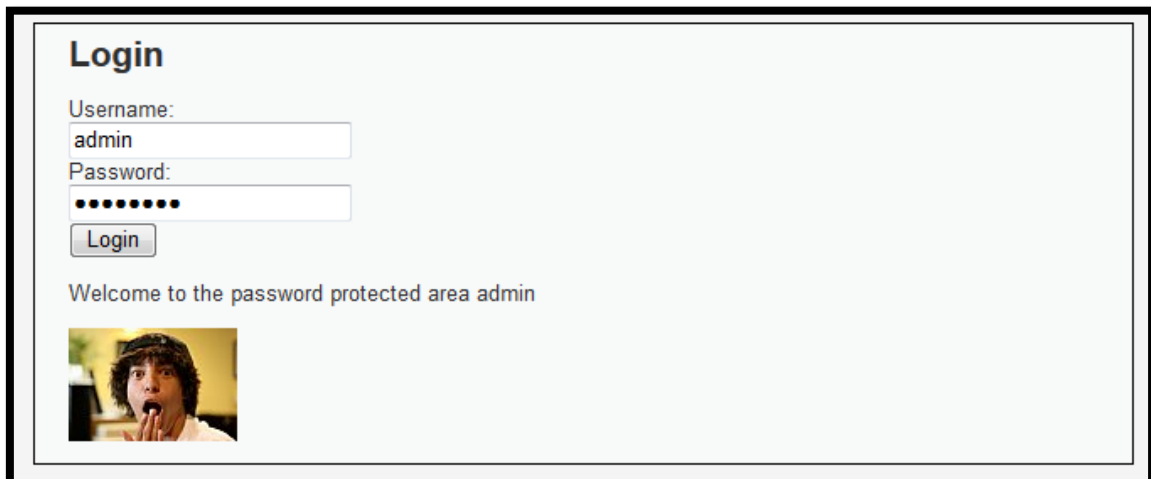 Login
Username:
admin
Password:
••••••••
Login
Welcome to the password protected area admin